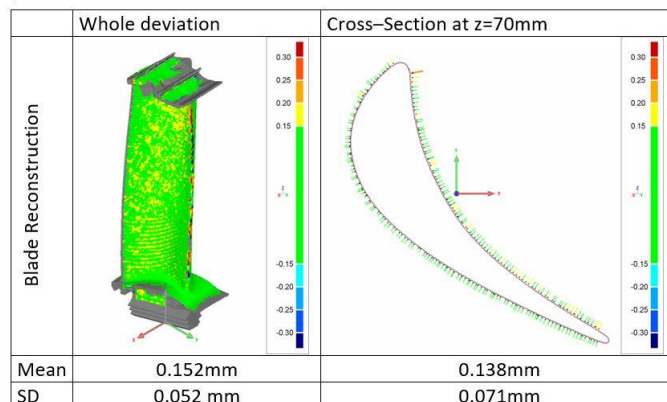 Whole deviation
Cross–Section at z=70mm
Blade Reconstruction
0.30
0.25
0.20
0.15
-0.15
-0.20
-0.25
-0.30
0.30
0.25
0.20
0.15
-0.15
-0.20
-0.25
-0.30
Mean
0.152mm
0.138mm
SD
0.052 mm
0.071mm